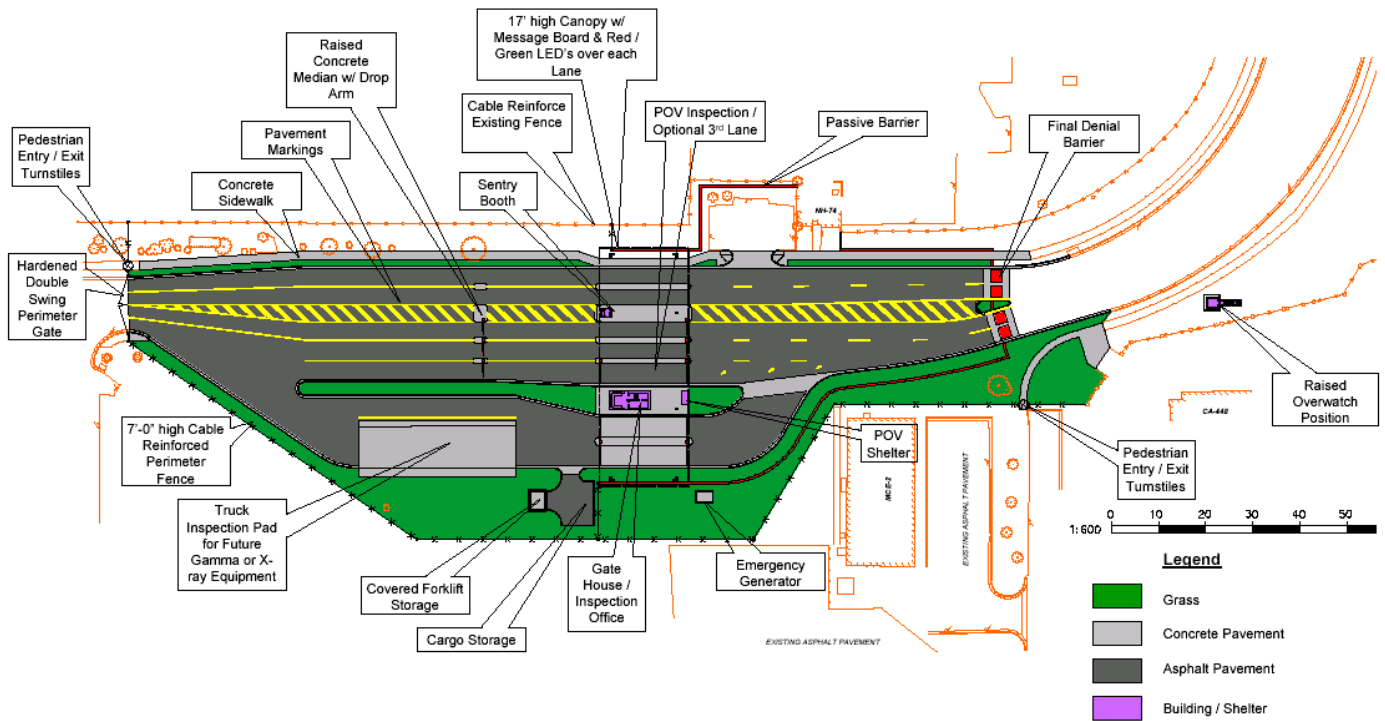 17' high Canopy w/
Message Board & Red /
Green LED's over each
Lane
Raised
Concrete
Median w/ Drop
Arm
Cable Reinforce
Existing Fence
POV Inspection /
Optional 3rd Lane
Passive Barrier
Final Denial
Barrier
Pedestrian
Entry / Exit
Turnstiles
Pavement
Markings
Concrete
Sidewalk
Sentry
Booth
NH-74
Hardened
Double
Swing
Perimeter
Gate
Raised
Overwatch
Position
CA-440
7'-0" high Cable
Reinforced
Perimeter
Fence
POV
Shelter
Pedestrian
Entry / Exit
Turnstiles
MCE-2
EXISTING ASPHALT PAVEMENT
Truck
Inspection Pad
for Future
Gamma or X-
ray Equipment
Covered Forklift
Storage
Cargo Storage
Gate
House /
Inspection
Office
Emergency
Generator
EXISTING ASPHALT PAVEMENT
1:600 0 10 20 30 40 50
Legend
Grass
Concrete Pavement
Asphalt Pavement
Building / Shelter